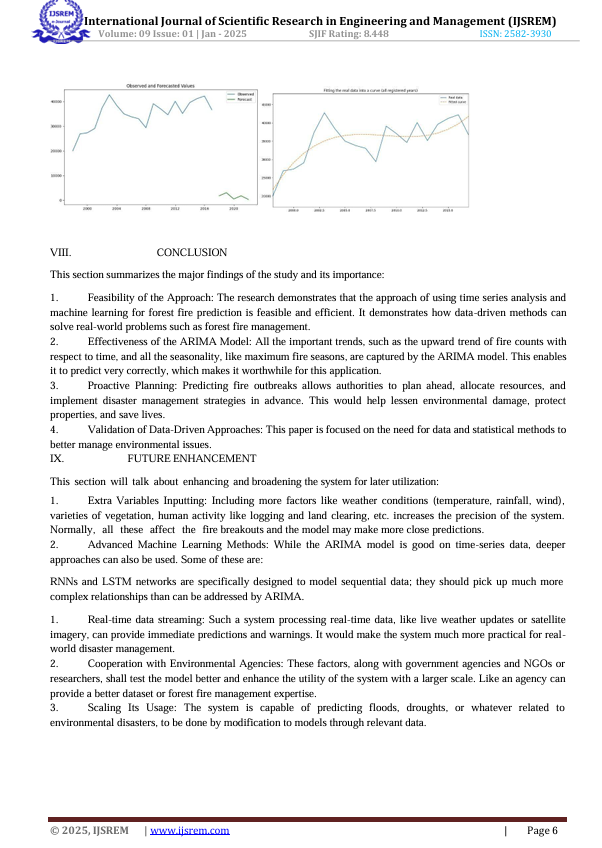 IJSREM
International Journal of Scientific Research in Engineering and Management (IJSREM)
Volume: 09 Issue: 01 | Jan - 2025 SJIF Rating: 8.448 ISSN: 2582-3930
Observed and Forecasted Values
Observed
Forecast
40000
30000
20000
10000
0
2000 2004 2008 2012 2016 2020
Fitting the real data into a curve (all registered years)
Real data
Fitted curve
VIII. CONCLUSION
This section summarizes the major findings of the study and its importance:
1. Feasibility of the Approach: The research demonstrates that the approach of using time series analysis and
machine learning for forest fire prediction is feasible and efficient. It demonstrates how data-driven methods can
solve real-world problems such as forest fire management.
2. Effectiveness of the ARIMA Model: All the important trends, such as the upward trend of fire counts with
respect to time, and all the seasonality, like maximum fire seasons, are captured by the ARIMA model. This enables
it to predict very correctly, which makes it worthwhile for this application.
3. Proactive Planning: Predicting fire outbreaks allows authorities to plan ahead, allocate resources, and
implement disaster management strategies in advance. This would help lessen environmental damage, protect
properties, and save lives.
4. Validation of Data-Driven Approaches: This paper is focused on the need for data and statistical methods to
better manage environmental issues.
IX. FUTURE ENHANCEMENT
This section will talk about enhancing and broadening the system for later utilization:
1. Extra Variables Inputting: Including more factors like weather conditions (temperature, rainfall, wind),
varieties of vegetation, human activity like logging and land clearing, etc. increases the precision of the system.
Normally, all these affect the fire breakouts and the model may make more close predictions.
2. Advanced Machine Learning Methods: While the ARIMA model is good on time-series data, deeper
approaches can also be used. Some of these are:
RNNs and LSTM networks are specifically designed to model sequential data; they should pick up much more
complex relationships than can be addressed by ARIMA.
1. Real-time data streaming: Such a system processing real-time data, like live weather updates or satellite
imagery, can provide immediate predictions and warnings. It would make the system much more practical for real-
world disaster management.
2. Cooperation with Environmental Agencies: These factors, along with government agencies and NGOs or
researchers, shall test the model better and enhance the utility of the system with a larger scale. Like an agency can
provide a better dataset or forest fire management expertise.
3. Scaling Its Usage: The system is capable of predicting floods, droughts, or whatever related to
environmental disasters, to be done by modification to models through relevant data.
© 2025, IJSREM | www.ijsrem.com | Page 6